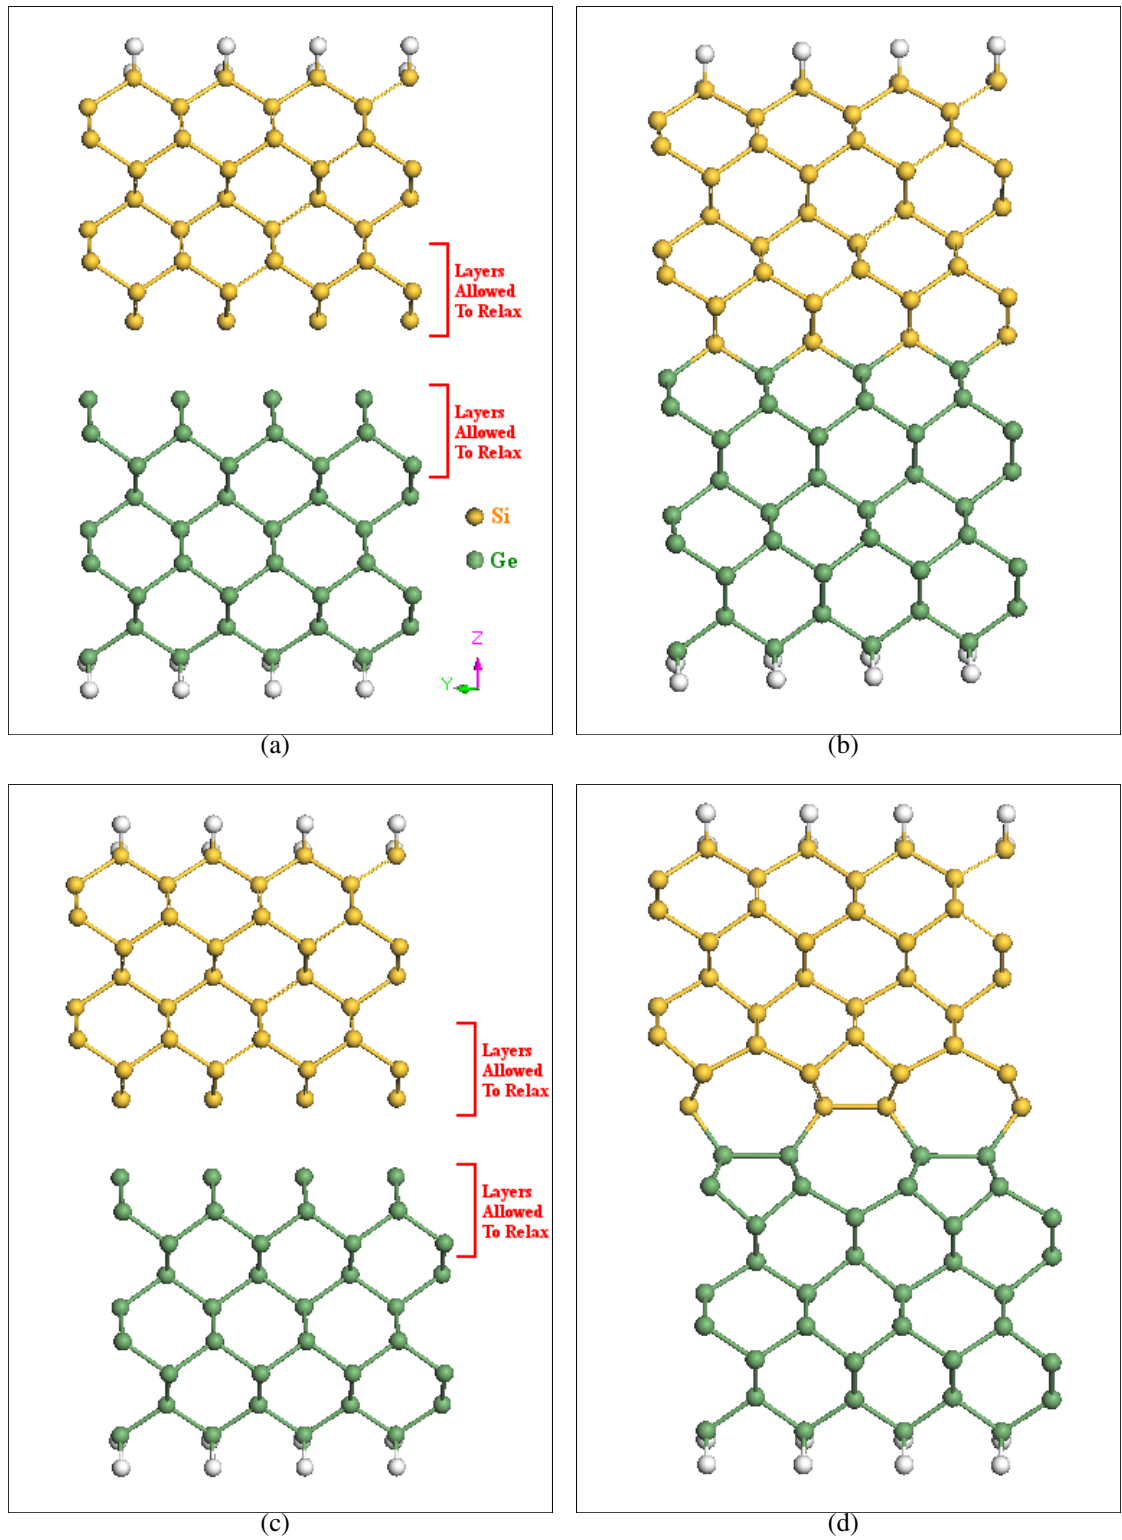 Layers
Allowed
To Relax
Layers
Allowed
To Relax
Si
Ge
Z
Y
(a)
(b)
Layers
Allowed
To Relax
Layers
Allowed
To Relax
(c)
(d)